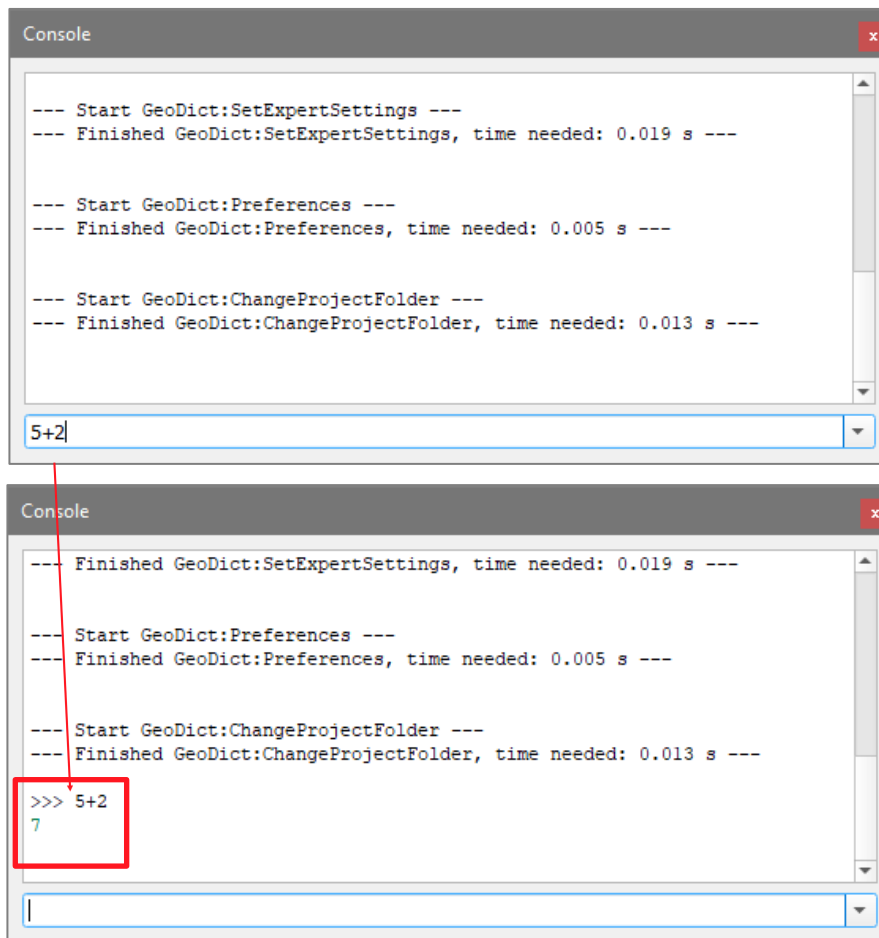 Console
x
--- Start GeoDict:SetExpertSettings ---
--- Finished GeoDict:SetExpertSettings, time needed: 0.019 s ---
--- Start GeoDict:Preferences ---
--- Finished GeoDict:Preferences, time needed: 0.005 s ---
--- Start GeoDict:ChangeProjectFolder ---
--- Finished GeoDict:ChangeProjectFolder, time needed: 0.013 s ---
5+2
Console
x
--- Finished GeoDict:SetExpertSettings, time needed: 0.019 s ---
--- Start GeoDict:Preferences ---
--- Finished GeoDict:Preferences, time needed: 0.005 s ---
--- Start GeoDict:ChangeProjectFolder ---
--- Finished GeoDict:ChangeProjectFolder, time needed: 0.013 s ---
>>> 5+2
7